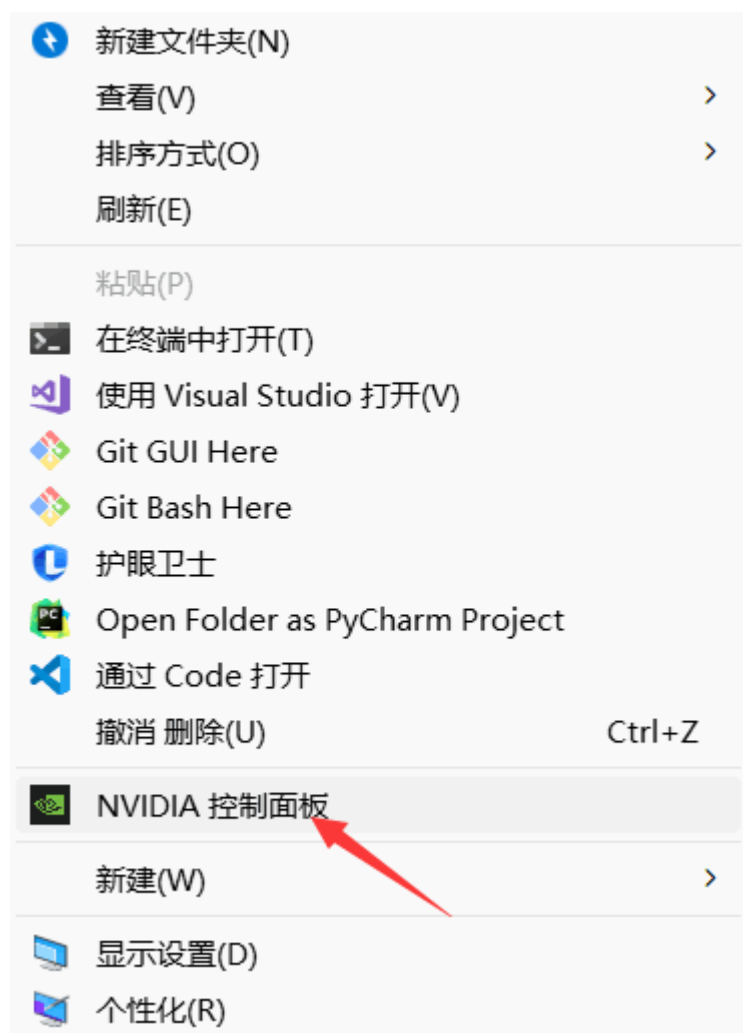 新建文件夹(N)
查看(V)
排序方式(O)
刷新(E)
粘贴(P)
在终端中打开(T)
使用 Visual Studio 打开(V)
Git GUI Here
Git Bash Here
护眼卫士
Open Folder as PyCharm Project
通过 Code 打开
撤消 删除(U) Ctrl+Z
NVIDIA 控制面板
新建(W)
显示设置(D)
个性化(R)